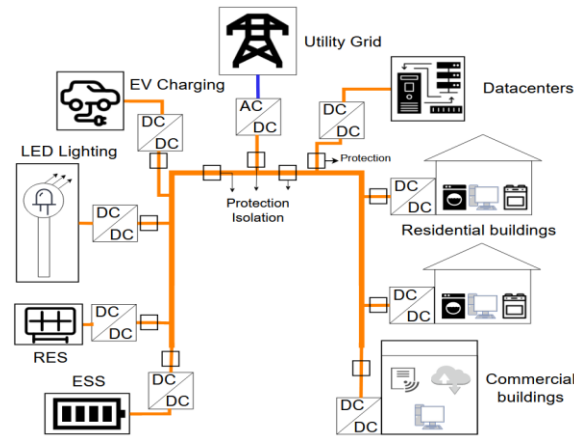 Utility Grid
EV Charging
DC
DC
AC
DC
DC
DC
Datacenters
LED Lighting
Protection
Protection
Isolation
DC
DC
DC
DC
Residential buildings
DC
DC
DC
DC
RES
ESS
DC
DC
DC
DC
Commercial
buildings